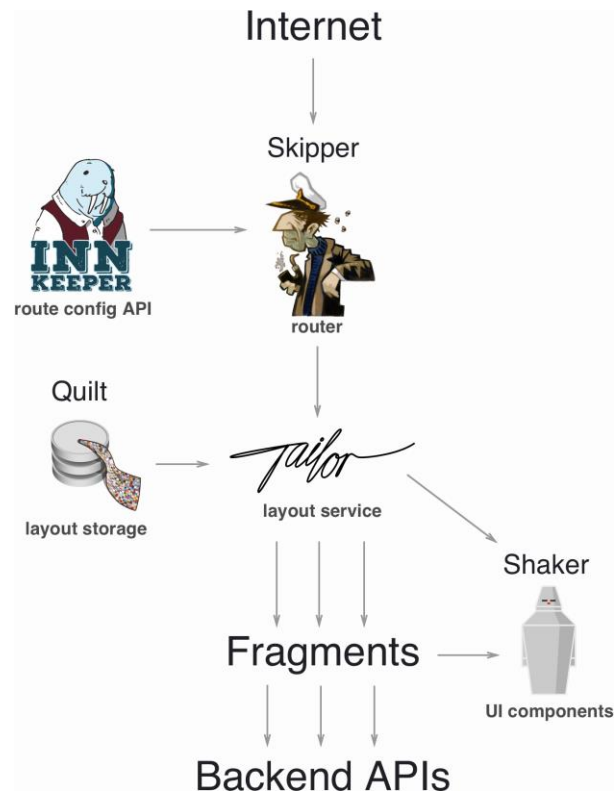 Internet
Skipper
INN
KEEPER
route config API
router
Quilt
Tailor
layout storage
layout service
Shaker
Fragments
UI components
Backend APIs